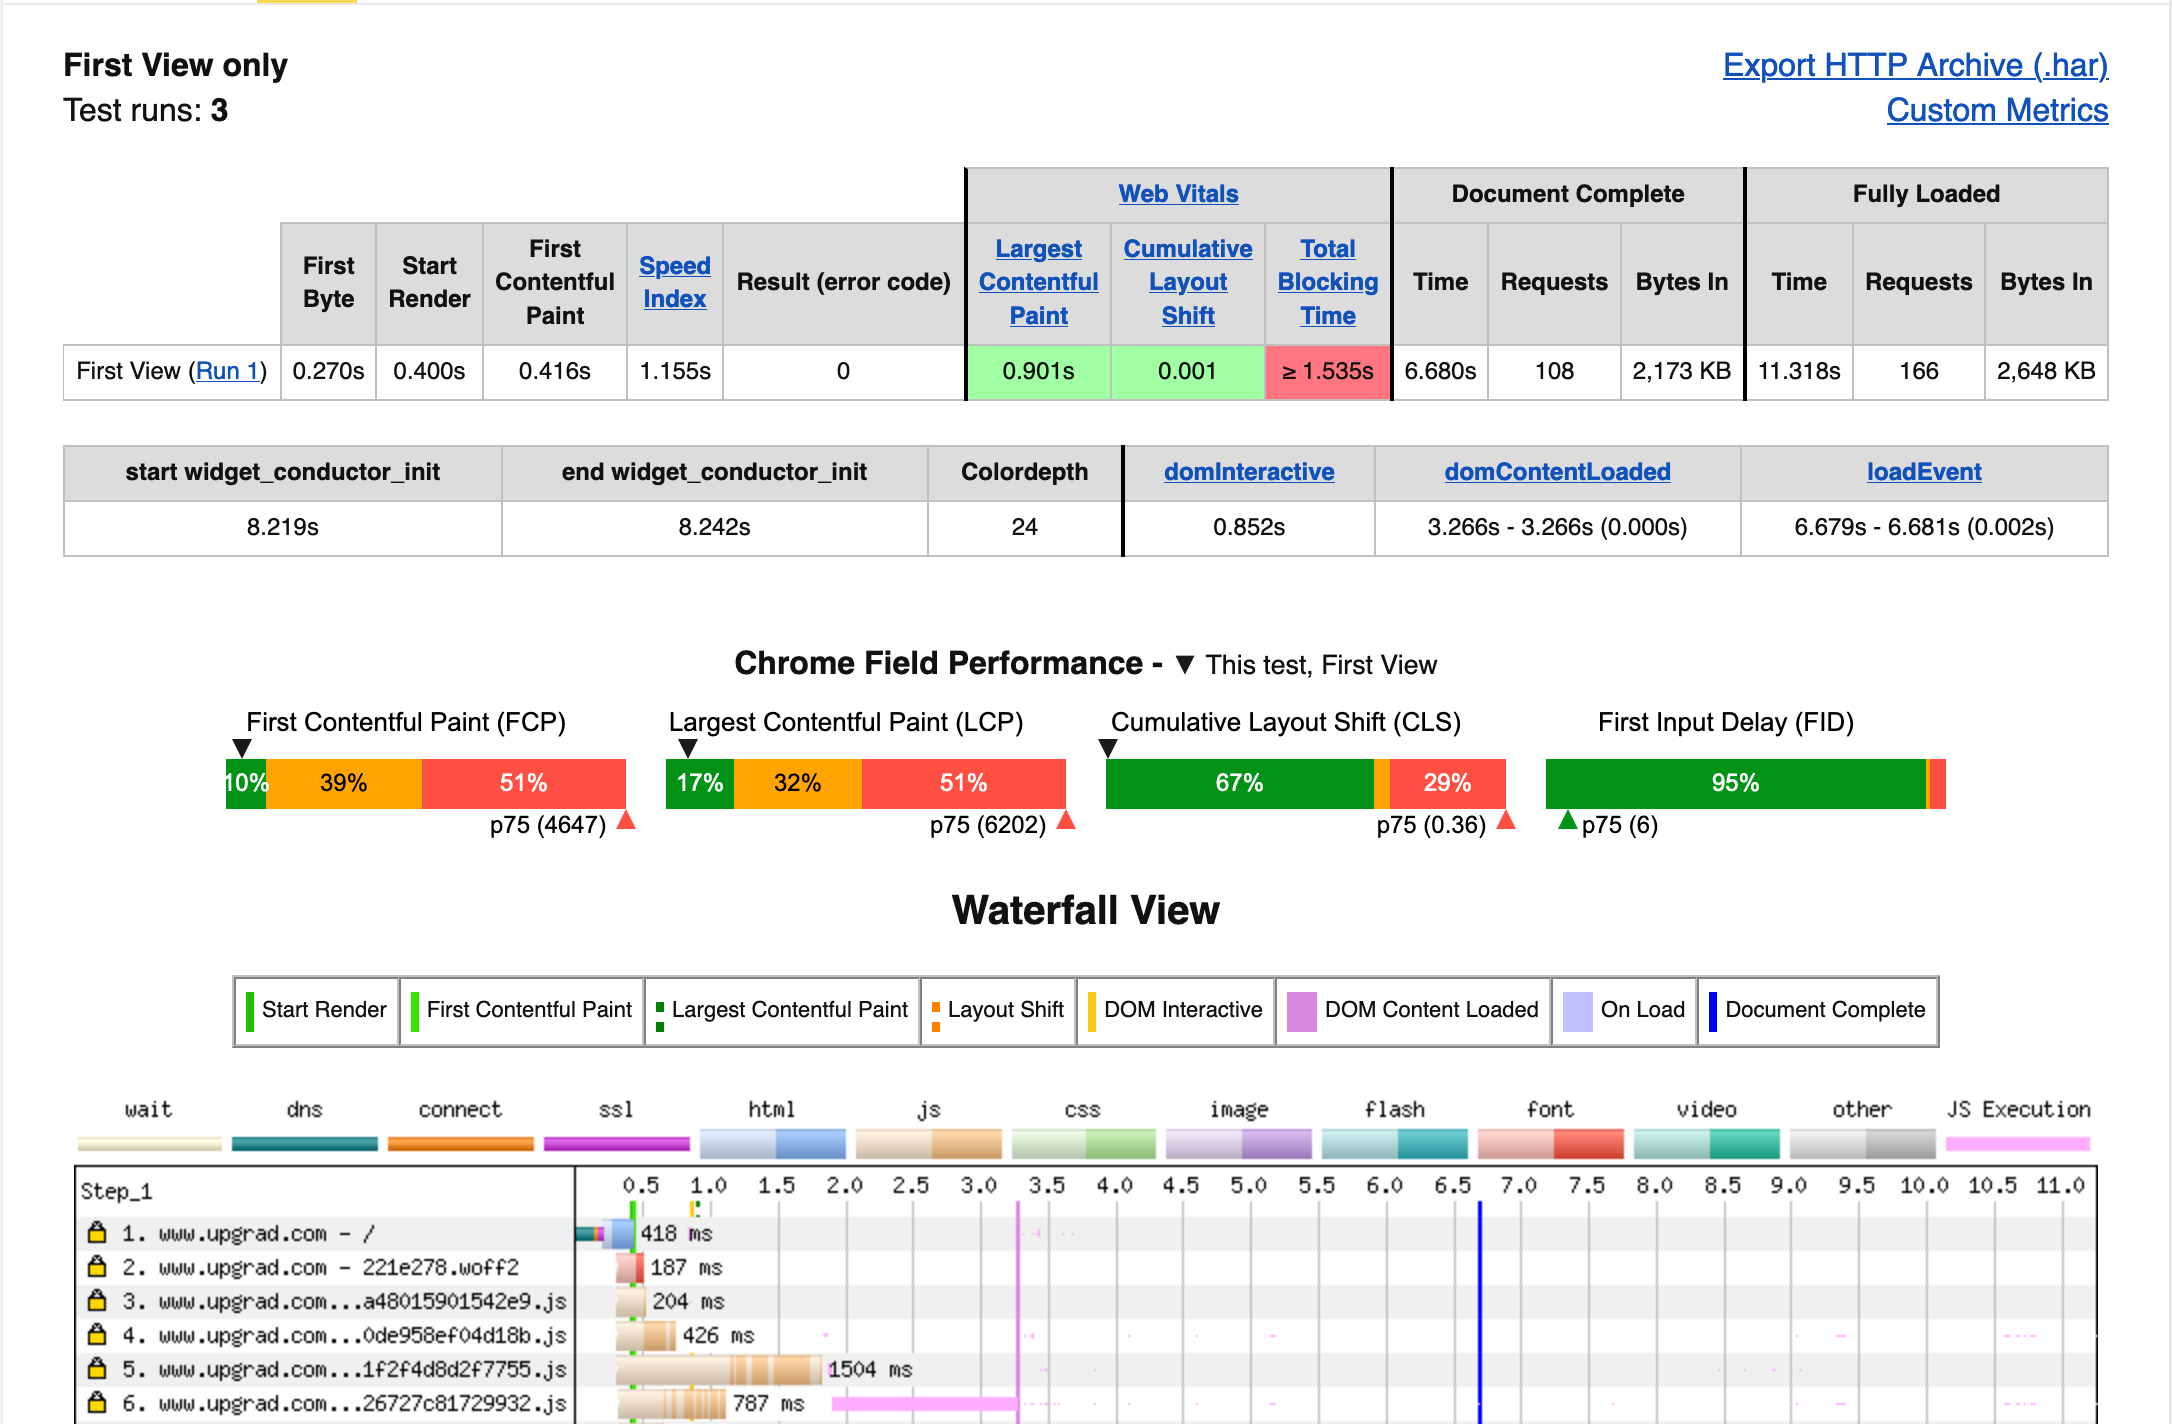 First View only
Test runs: 3
Export HTTP Archive (.har)
Custom Metrics
Web Vitals
Document Complete
Fully Loaded
First Byte
Start Render
First Contentful Paint
Speed Index
Result (error code)
Largest Contentful Paint
Cumulative Layout Shift
Total Blocking Time
Time
Requests
Bytes In
Time
Requests
Bytes In
First View (Run 1)
0.270s
0.400s
0.416s
1.155s
0
0.901s
0.001
≥ 1.535s
6.680s
108
2,173 KB
11.318s
166
2,648 KB
start widget_conductor_init
end widget_conductor_init
Colordepth
domInteractive
domContentLoaded
loadEvent
8.219s
8.242s
24
0.852s
3.266s - 3.266s (0.000s)
6.679s - 6.681s (0.002s)
Chrome Field Performance - ▼ This test, First View
First Contentful Paint (FCP)
10%
39%
51%
p75 (4647)
Largest Contentful Paint (LCP)
17%
32%
51%
p75 (6202)
Cumulative Layout Shift (CLS)
67%
29%
p75 (0.36)
First Input Delay (FID)
95%
p75 (6)
Waterfall View
Start Render
First Contentful Paint
Largest Contentful Paint
Layout Shift
DOM Interactive
DOM Content Loaded
On Load
Document Complete
wait
dns
connect
ssl
html
js
css
image
flash
font
video
other
JS Execution
Step_1
0.5 1.0 1.5 2.0 2.5 3.0 3.5 4.0 4.5 5.0 5.5 6.0 6.5 7.0 7.5 8.0 8.5 9.0 9.5 10.0 10.5 11.0
1. www.upgrad.com - /
418 ms
2. www.upgrad.com - 221e278.woff2
187 ms
3. www.upgrad.com...a48015901542e9.js
204 ms
4. www.upgrad.com...0de958ef04d18b.js
426 ms
5. www.upgrad.com...1f2f4d8d2f7755.js
1504 ms
6. www.upgrad.com...26727c81729932.js
787 ms